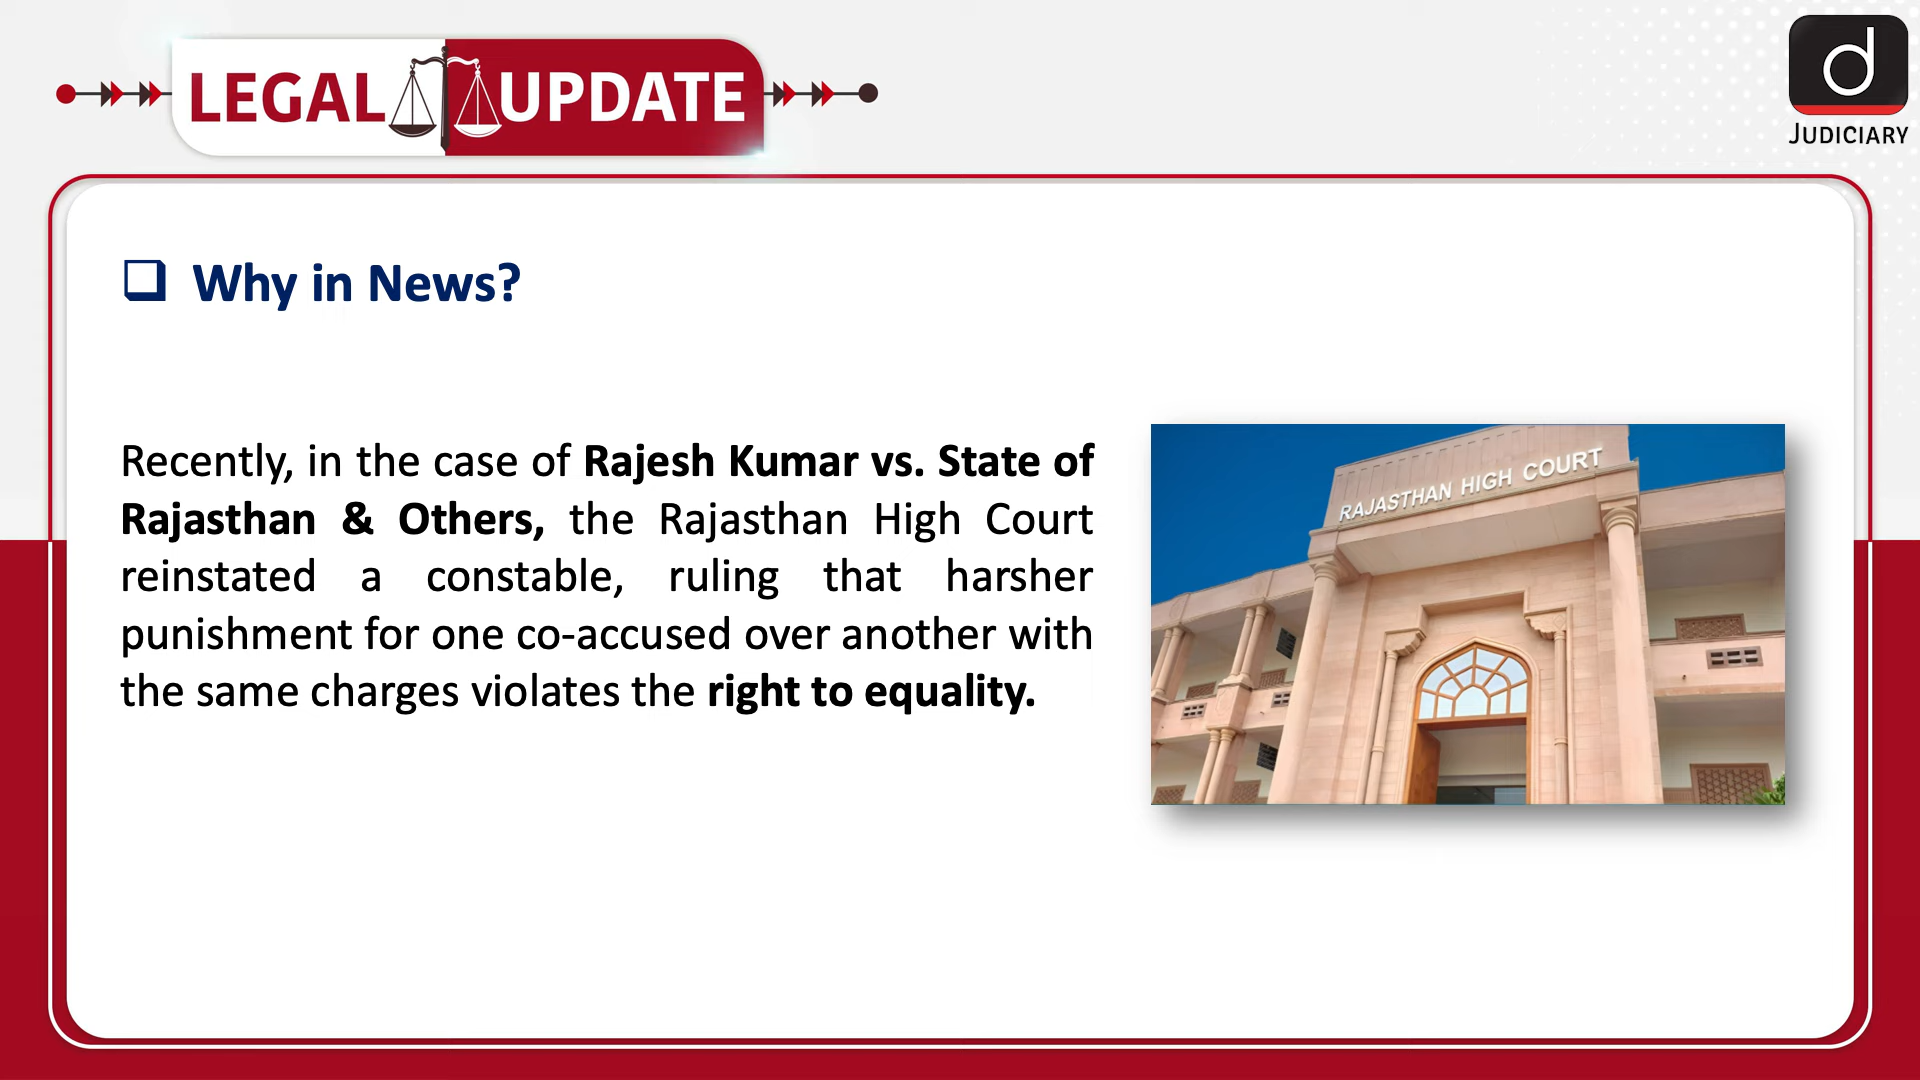 LEGAL UPDATE
JUDICIARY
Why in News?
Recently, in the case of Rajesh Kumar vs. State of
Rajasthan & Others, the Rajasthan High Court
reinstated a constable, ruling that harsher
punishment for one co-accused over another with
the same charges violates the right to equality.
RAJASTHAN HIGH COURT